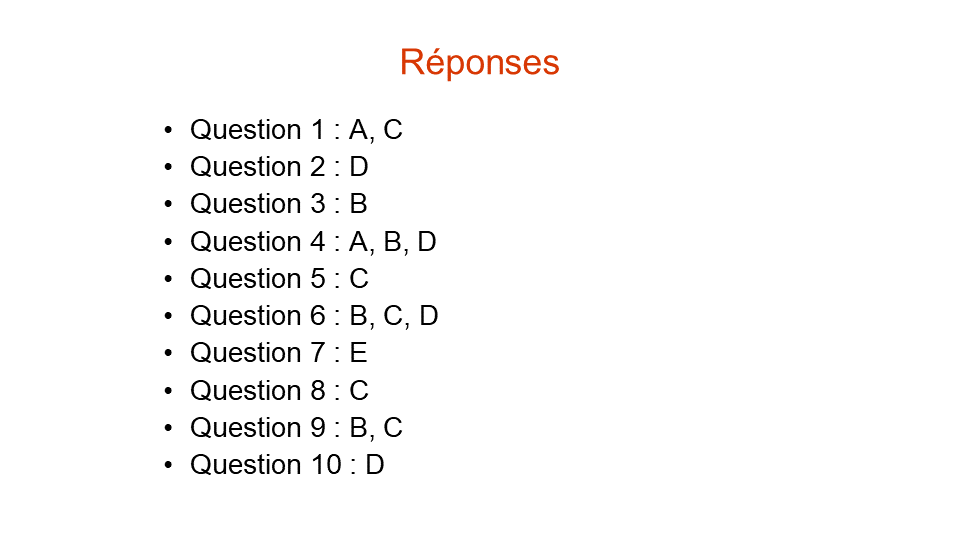 Réponses
• Question 1 : A, C
• Question 2 : D
• Question 3 : B
• Question 4 : A, B, D
• Question 5 : C
• Question 6 : B, C, D
• Question 7 : E
• Question 8 : C
• Question 9 : B, C
• Question 10 : D